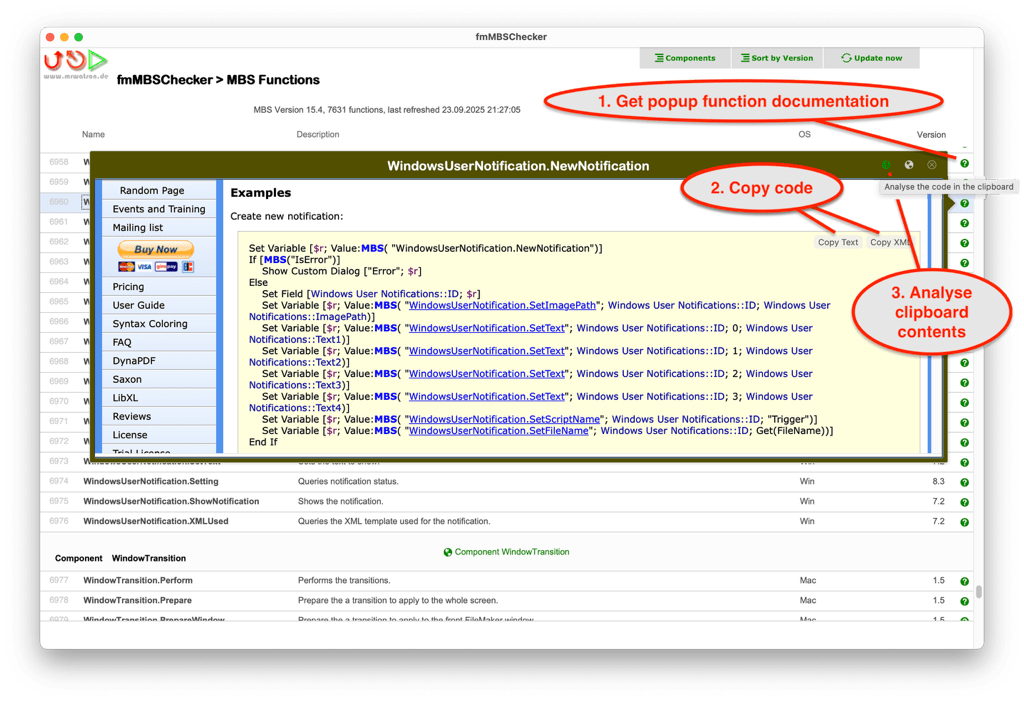 fmMBSChecker
www.mrwatson.de
fmMBSChecker > MBS Functions
Components
Sort by Version
Update now
MBS Version 15.4, 7631 functions, last refreshed 23.09.2025 21:27:05
1. Get popup function documentation
Name
Description
OS
Version
6958
6959
6960
6961
6962
6963
6964
6965
6966
6967
6968
6969
6970
6971
6972
WindowsUserNotification.NewNotification
Analyse the code in the clipboard
2. Copy code
Copy Text
Copy XML
3. Analyse
clipboard
contents
Random Page
Events and Training
Mailing list
Buy Now
VISA
Pricing
User Guide
Syntax Coloring
FAQ
DynaPDF
Saxon
LibXL
Reviews
License
Trial License
Examples
Create new notification:
Set Variable [$r; Value:MBS( "WindowsUserNotification.NewNotification")]
If [MBS("IsError")]
Show Custom Dialog ["Error"; $r]
Else
Set Field [Windows User Notifications::ID; $r]
Set Variable [$r; Value:MBS( "WindowsUserNotification.SetImagePath"; Windows User Notifications::ID; Windows User
Notifications::ImagePath)]
Set Variable [$r; Value:MBS( "WindowsUserNotification.SetText"; Windows User Notifications::ID; 0; Windows User
Notifications::Text1)]
Set Variable [$r; Value:MBS( "WindowsUserNotification.SetText"; Windows User Notifications::ID; 1; Windows User
Notifications::Text2)]
Set Variable [$r; Value:MBS( "WindowsUserNotification.SetText"; Windows User Notifications::ID; 2; Windows User
Notifications::Text3)]
Set Variable [$r; Value:MBS( "WindowsUserNotification.SetText"; Windows User Notifications::ID; 3; Windows User
Notifications::Text4)]
Set Variable [$r; Value:MBS( "WindowsUserNotification.SetScriptName"; Windows User Notifications::ID; "Trigger")]
Set Variable [$r; Value:MBS( "WindowsUserNotification.SetFileName"; Windows User Notifications::ID; Get(FileName))]
End If
6973
6974 WindowsUserNotification.Setting Queries notification status. Win 8.3
6975 WindowsUserNotification.ShowNotification Shows the notification. Win 7.2
6976 WindowsUserNotification.XMLUsed Queries the XML template used for the notification. Win 7.2
Component WindowTransition
Component WindowTransition
6977 WindowTransition.Perform Performs the transitions. Mac 1.5
6978 WindowTransition.Prepare Prepare the a transition to apply to the whole screen. Mac 1.5
6979 WindowTransition.PrepareWindow Prepare the a transition to apply to the front FileMaker window. Mac 1.5